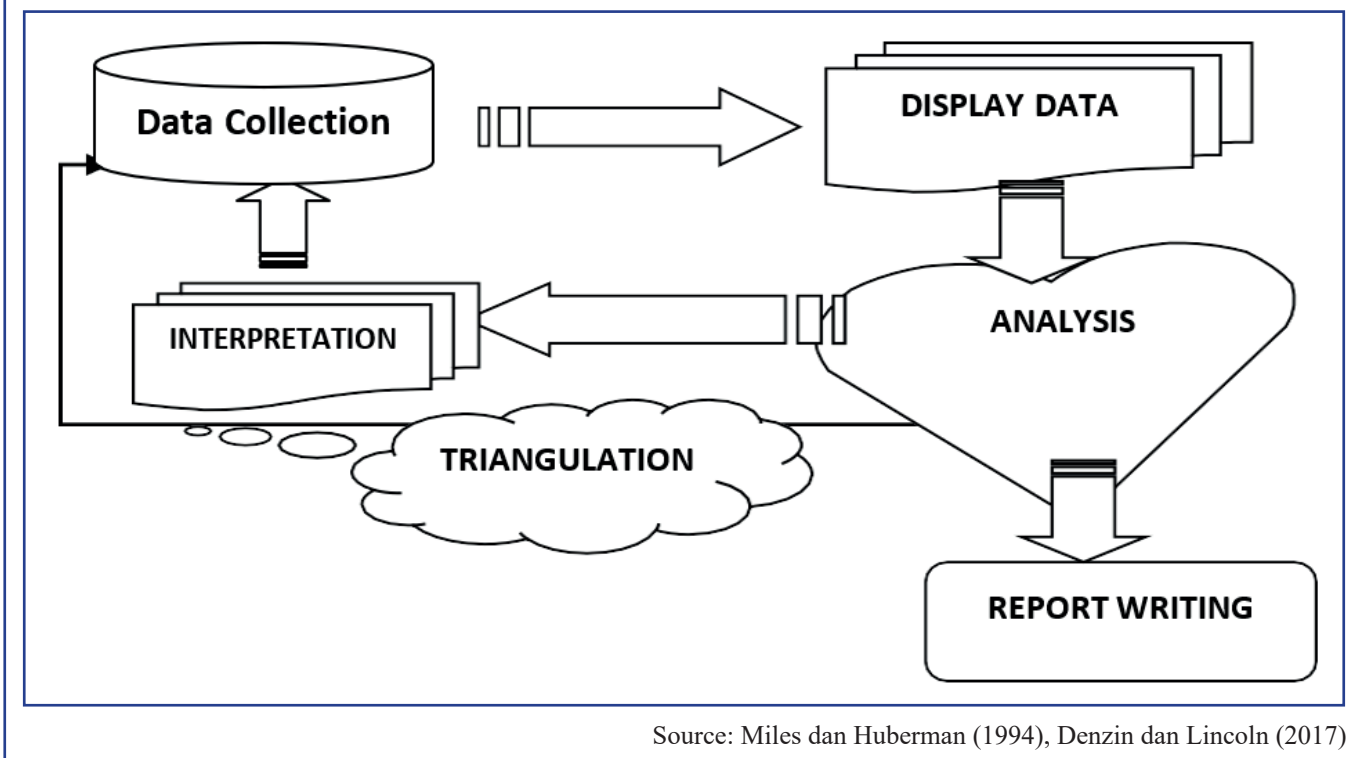 Data Collection
DISPLAY DATA
ANALYSIS
INTERPRETATION
TRIANGULATION
REPORT WRITING
Source: Miles dan Huberman (1994), Denzin dan Lincoln (2017)